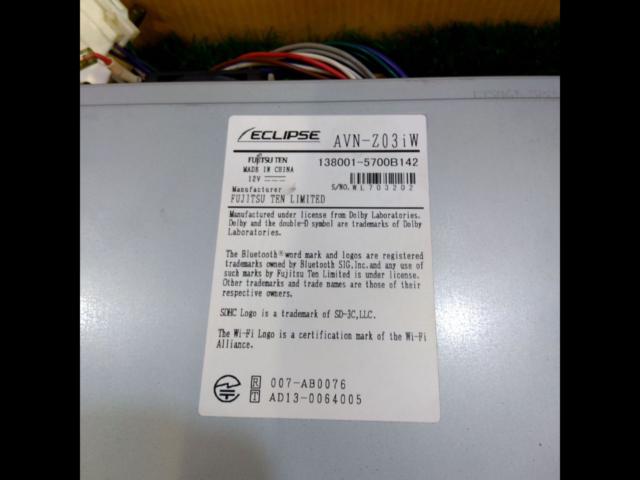 ECLIPSE AVN-Z03iW
FUJITSU TEN 138001-5700B142
MADE IN CHINA
12V
S/NO. WL703202
Manufacturer
FUJITSU TEN LIMITED
Manufactured under license from Dolby Laboratories.
Dolby and the double-D symbol are trademarks of Dolby
Laboratories.
The Bluetooth® word mark and logos are registered
trademarks owned by Bluetooth SIG,Inc.and any use of
such marks by Fujitsu Ten Limited is under license.
Other trademarks and trade names are those of their
respective owners.
SDHC Logo is a trademark of SD-3C,LLC.
The Wi-Fi Logo is a certification mark of the Wi-Fi
Alliance.
R 007-AB0076
T AD13-0064005